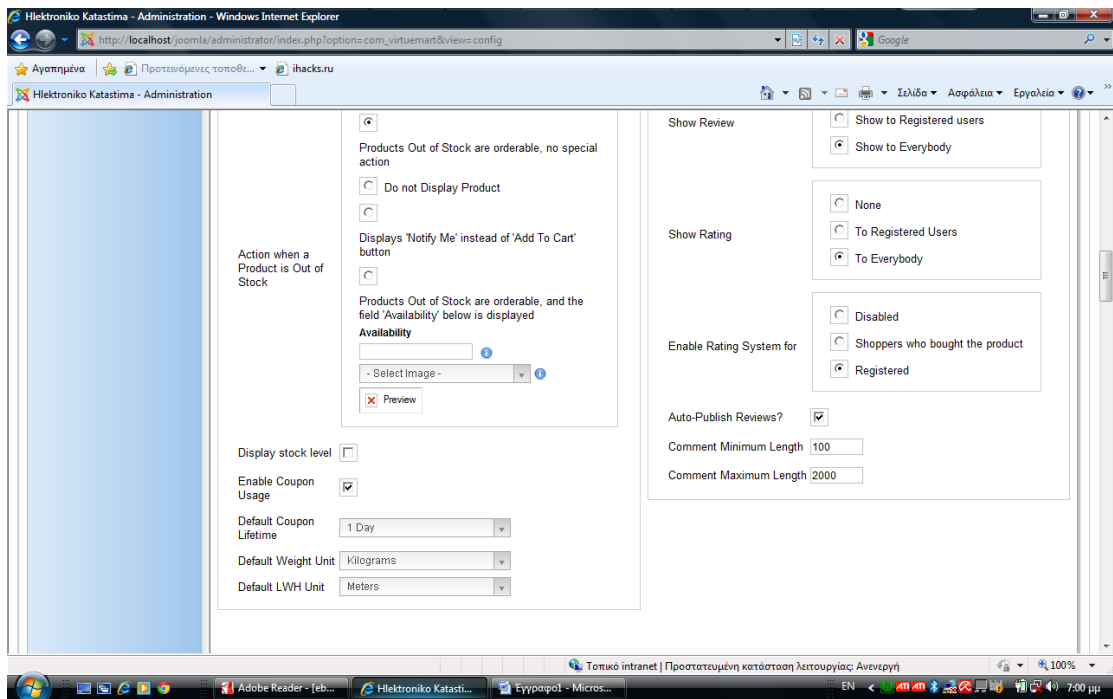 Hlektroniko Katastima - Administration - Windows Internet Explorer
http://localhost/joomla/administrator/index.php?option=com_virtuemart&view=config
Google
Αγαπημένα
Προτεινόμενες τοποθε...
ihacks.ru
Hlektroniko Katastima - Administration
Σελίδα
Ασφάλεια
Εργαλεία
Products Out of Stock are orderable, no special
action
Do not Display Product
Displays 'Notify Me' instead of 'Add To Cart'
button
Action when a
Product is Out of
Stock
Products Out of Stock are orderable, and the
field 'Availability' below is displayed
Availability
- Select Image -
Preview
Display stock level
Enable Coupon
Usage
Default Coupon
Lifetime
1 Day
Default Weight Unit
Kilograms
Default LWH Unit
Meters
Show Review
Show to Registered users
Show to Everybody
Show Rating
None
To Registered Users
To Everybody
Enable Rating System for
Disabled
Shoppers who bought the product
Registered
Auto-Publish Reviews?
Comment Minimum Length 100
Comment Maximum Length 2000
Τοπικό intranet | Προστατευμένη κατάσταση λειτουργίας: Ανενεργή
100%
Adobe Reader - [eb...
Hlektroniko Katasti...
Έγγραφο1 - Micros...
EN
7:00 μμ